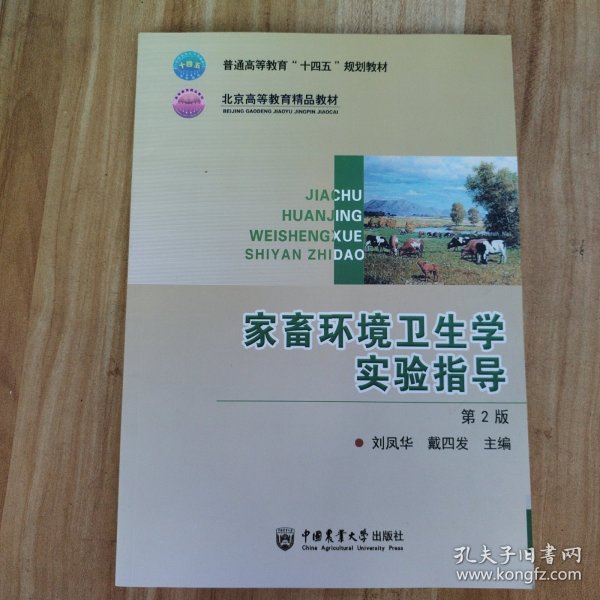 十四五
普通高等教育“十四五”规划教材
北京高等教育精品教材
BEIJING GAODENG JIAOYU JINGPIN JIAOCAI
JIACHU
HUANJING
WEISHENGXUE
SHIYAN ZHIDAO
家畜环境卫生学
实验指导
第2版
刘凤华 戴四发 主编
中国农业大学出版社
China Agricultural University Press
孔夫子旧书网
www.kongfz.com